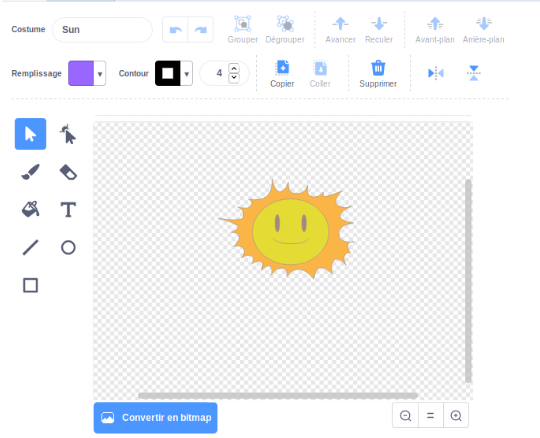 Costume Sun
Grouper Dégrouper Avancer Reculer Avant-plan Arrière-plan
Remplissage Contour 4
Copier Coller Supprimer
T
Convertir en bitmap